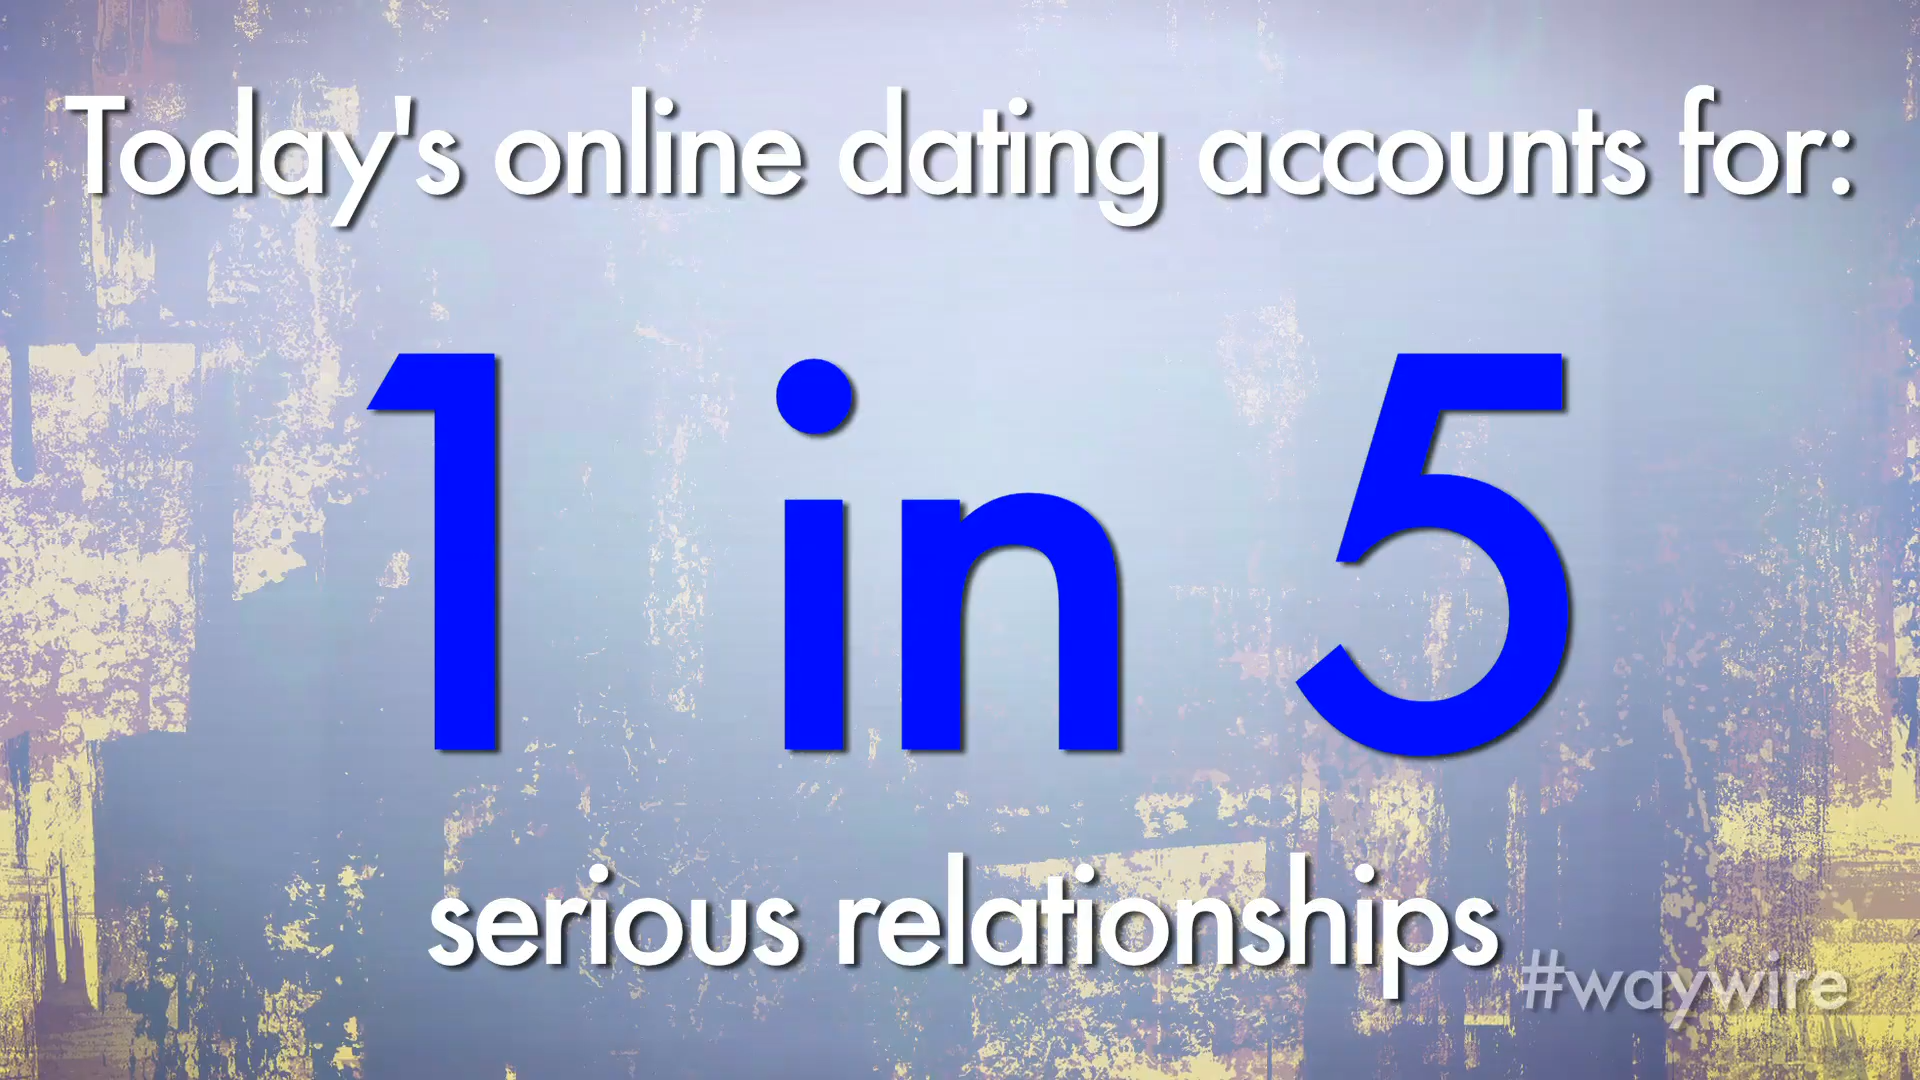 Today's online dating accounts for:
1 in 5
serious relationships
#waywire